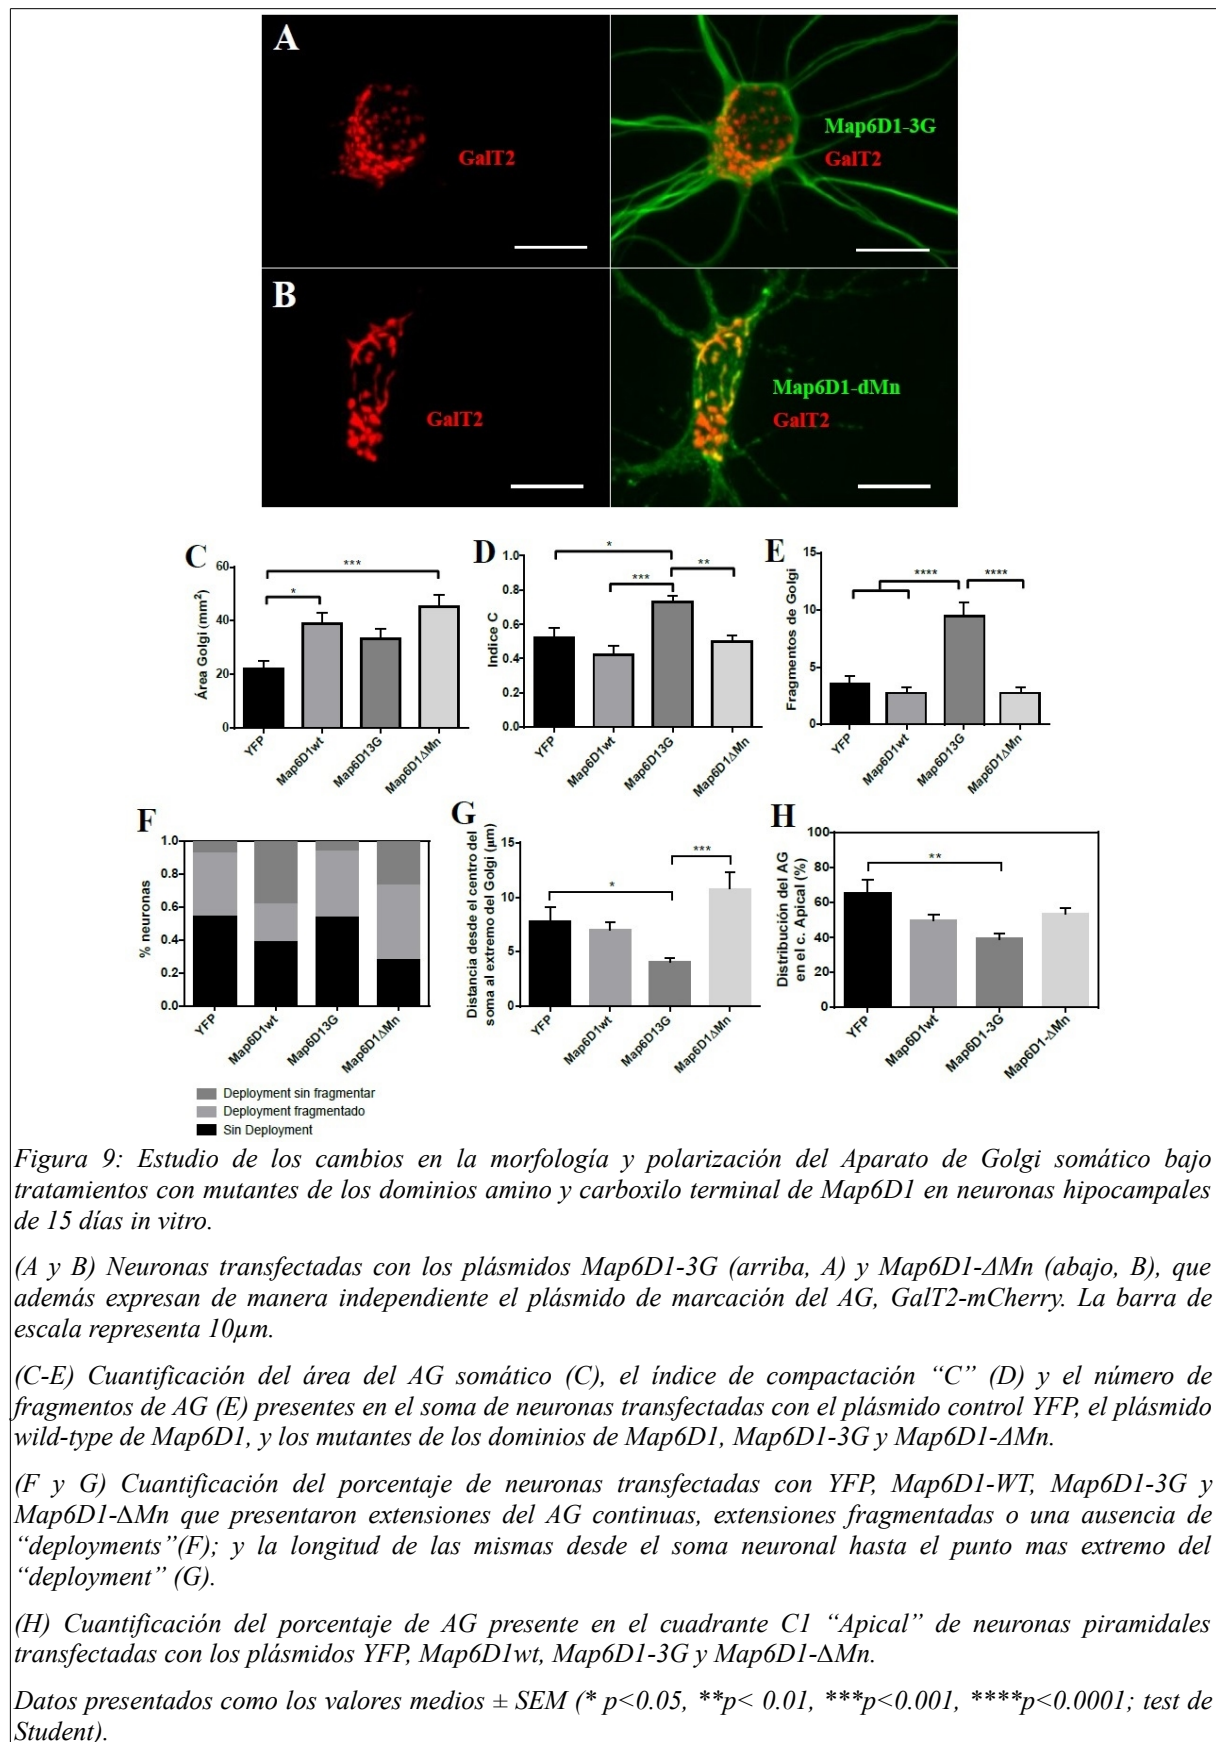 A
GalT2
Map6D1-3G
GalT2
B
GalT2
Map6D1-dMn
GalT2
C
Área Golgi (mm²)
60
40
20
0
***
*
YFP
Map6D1wt
Map6D13G
Map6D1ΔMn
D
Indice C
1.0
0.8
0.6
0.4
0.2
0.0
*
***
**
YFP
Map6D1wt
Map6D13G
Map6D1ΔMn
E
Fragmentos de Golgi
15
10
5
0
****
****
YFP
Map6D1wt
Map6D13G
Map6D1ΔMn
F
% neuronas
1.0
0.8
0.6
0.4
0.2
0.0
YFP
Map6D1wt
Map6D13G
Map6D1ΔMn
Deployment sin fragmentar
Deployment fragmentado
Sin Deployment
G
Distancia desde el centro del
soma al extremo del Golgi (µm)
15
10
5
0
*
***
YFP
Map6D1wt
Map6D13G
Map6D1ΔMn
H
Distribución del AG
en el c. Apical (%)
100
80
60
40
20
0
**
YFP
Map6D1wt
Map6D1-3G
Map6D1-ΔMn
Figura 9: Estudio de los cambios en la morfología y polarización del Aparato de Golgi somático bajo
tratamientos con mutantes de los dominios amino y carboxilo terminal de Map6D1 en neuronas hipocampales
de 15 días in vitro.
(A y B) Neuronas transfectadas con los plásmidos Map6D1-3G (arriba, A) y Map6D1-ΔMn (abajo, B), que
además expresan de manera independiente el plásmido de marcación del AG, GalT2-mCherry. La barra de
escala representa 10µm.
(C-E) Cuantificación del área del AG somático (C), el índice de compactación “C” (D) y el número de
fragmentos de AG (E) presentes en el soma de neuronas transfectadas con el plásmido control YFP, el plásmido
wild-type de Map6D1, y los mutantes de los dominios de Map6D1, Map6D1-3G y Map6D1-ΔMn.
(F y G) Cuantificación del porcentaje de neuronas transfectadas con YFP, Map6D1-WT, Map6D1-3G y
Map6D1-ΔMn que presentaron extensiones del AG continuas, extensiones fragmentadas o una ausencia de
“deployments”(F); y la longitud de las mismas desde el soma neuronal hasta el punto mas extremo del
“deployment” (G).
(H) Cuantificación del porcentaje de AG presente en el cuadrante C1 “Apical” de neuronas piramidales
transfectadas con los plásmidos YFP, Map6D1wt, Map6D1-3G y Map6D1-ΔMn.
Datos presentados como los valores medios ± SEM (* p<0.05, **p< 0.01, ***p<0.001, ****p<0.0001; test de
Student).